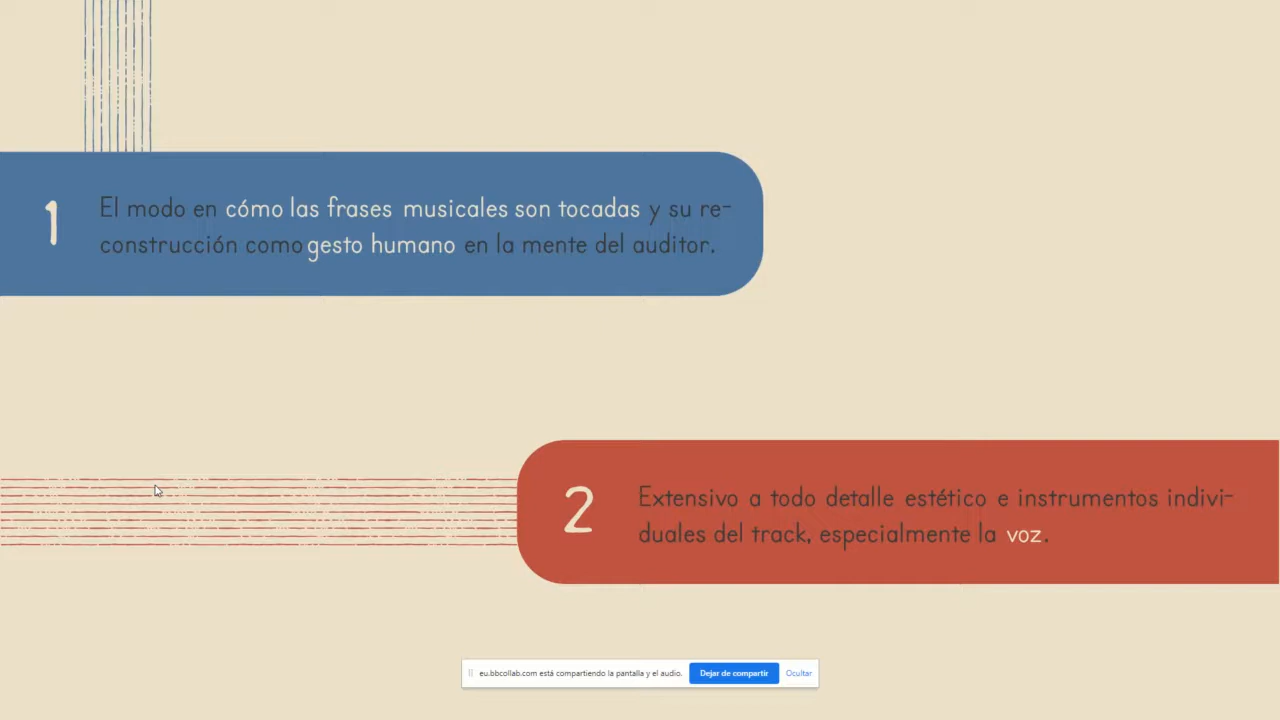 1
El modo en cómo las frases musicales son tocadas y su re-
construcción como gesto humano en la mente del auditor.
2
Extensivo a todo detalle estético e instrumentos indivi-
duales del track, especialmente la voz.
eu.bbcollab.com está compartiendo la pantalla y el audio. Dejar de compartir Ocultar